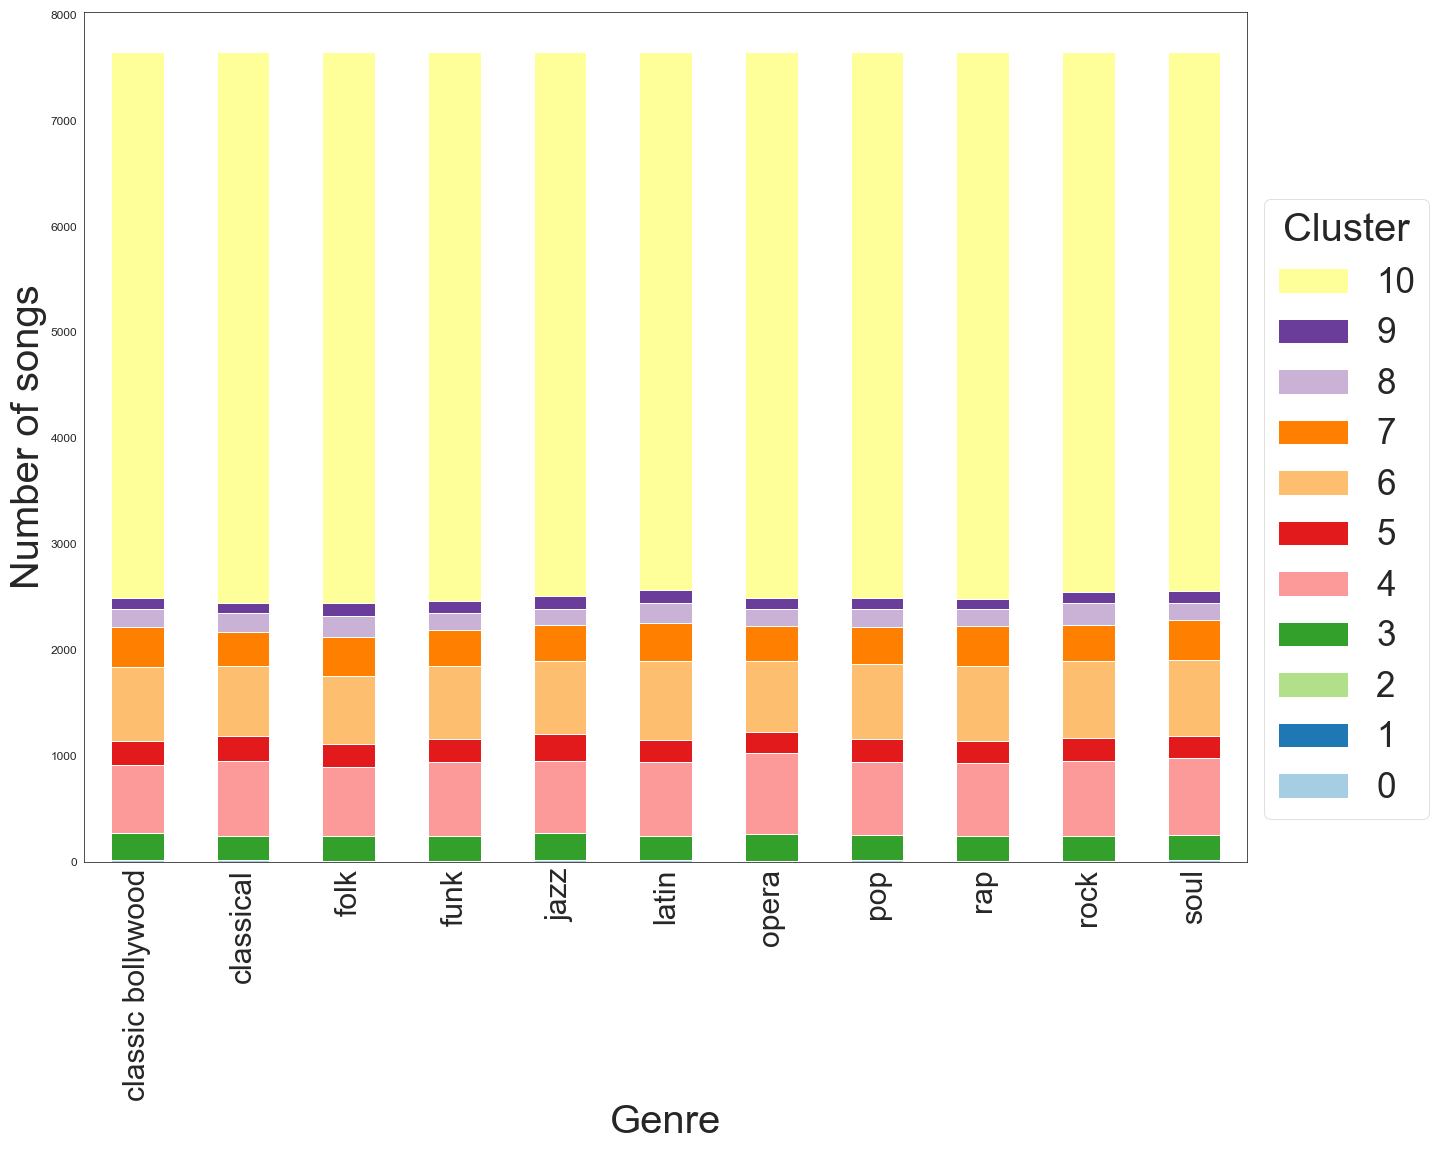 8000
7000
6000
5000
4000
3000
2000
1000
0
Number of songs
classic bollywood
classical
folk
funk
jazz
latin
opera
pop
rap
rock
soul
Genre
Cluster
10
9
8
7
6
5
4
3
2
1
0